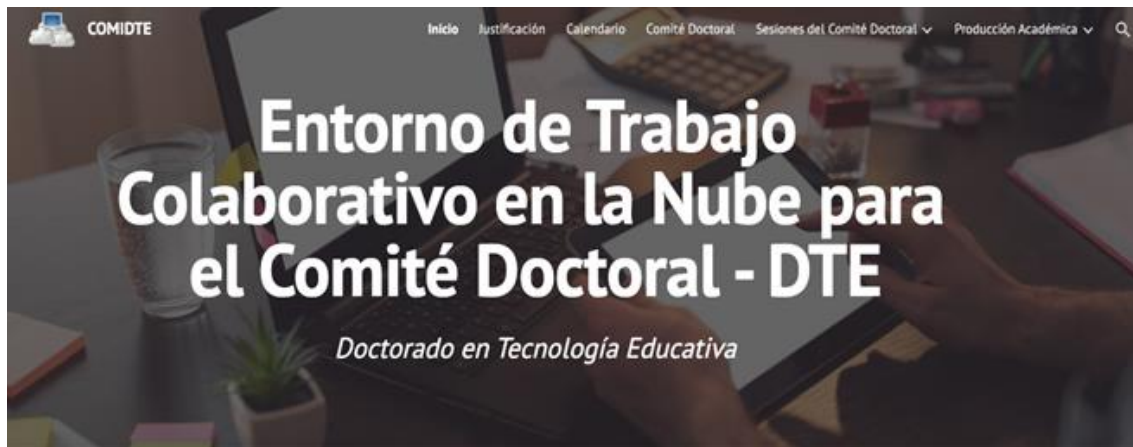 COMIDTE
Inicio Justificación Calendario Comité Doctoral Sesiones del Comité Doctoral Producción Académica
Entorno de Trabajo
Colaborativo en la Nube para
el Comité Doctoral - DTE
Doctorado en Tecnología Educativa